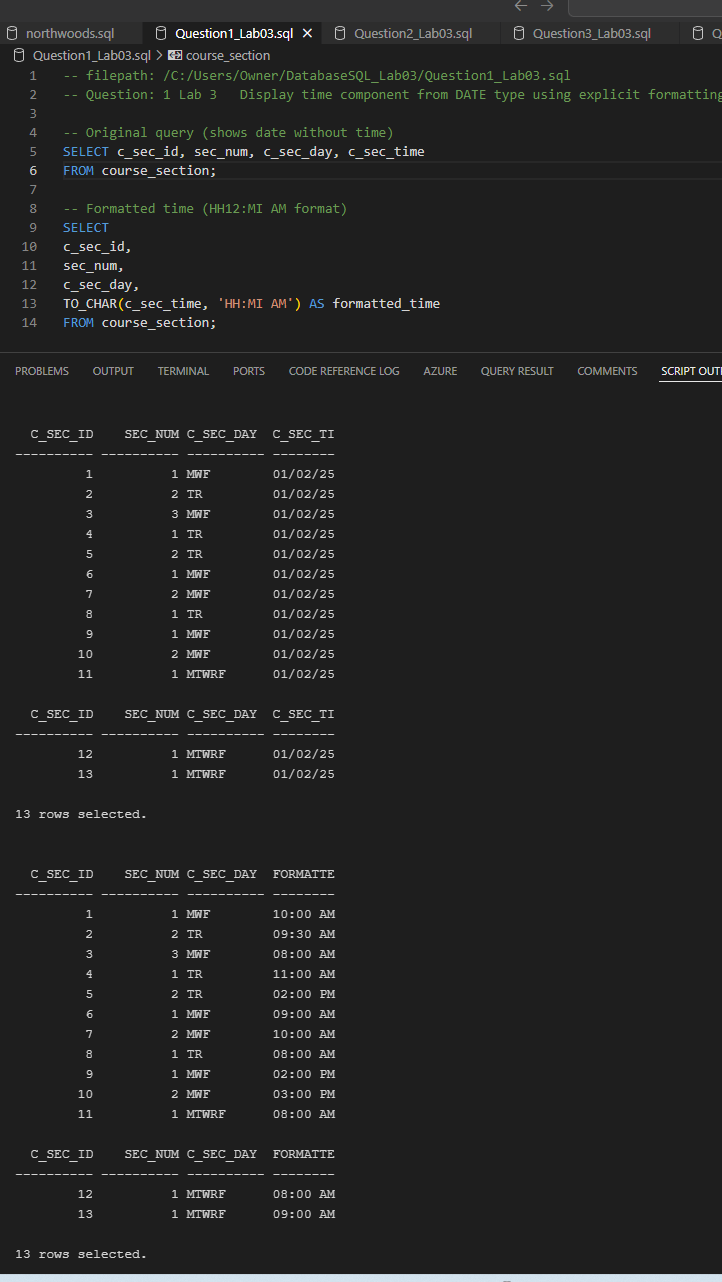 northwoods.sql Question1_Lab03.sql Question2_Lab03.sql Question3_Lab03.sql
Question1_Lab03.sql > course_section
1 -- filepath: /C:/Users/Owner/DatabaseSQL_Lab03/Question1_Lab03.sql
2 -- Question: 1 Lab 3   Display time component from DATE type using explicit formatting
3
4 -- Original query (shows date without time)
5 SELECT c_sec_id, sec_num, c_sec_day, c_sec_time
6 FROM course_section;
7
8 -- Formatted time (HH12:MI AM format)
9 SELECT
10 c_sec_id,
11 sec_num,
12 c_sec_day,
13 TO_CHAR(c_sec_time, 'HH:MI AM') AS formatted_time
14 FROM course_section;
PROBLEMS OUTPUT TERMINAL PORTS CODE REFERENCE LOG AZURE QUERY RESULT COMMENTS SCRIPT OUT
C_SEC_ID SEC_NUM C_SEC_DAY C_SEC_TI
---------- ---------- ---------- --------
1 1 MWF 01/02/25
2 2 TR 01/02/25
3 3 MWF 01/02/25
4 1 TR 01/02/25
5 2 TR 01/02/25
6 1 MWF 01/02/25
7 2 MWF 01/02/25
8 1 TR 01/02/25
9 1 MWF 01/02/25
10 2 MWF 01/02/25
11 1 MTWRF 01/02/25
C_SEC_ID SEC_NUM C_SEC_DAY C_SEC_TI
---------- ---------- ---------- --------
12 1 MTWRF 01/02/25
13 1 MTWRF 01/02/25
13 rows selected.
C_SEC_ID SEC_NUM C_SEC_DAY FORMATTE
---------- ---------- ---------- --------
1 1 MWF 10:00 AM
2 2 TR 09:30 AM
3 3 MWF 08:00 AM
4 1 TR 11:00 AM
5 2 TR 02:00 PM
6 1 MWF 09:00 AM
7 2 MWF 10:00 AM
8 1 TR 08:00 AM
9 1 MWF 02:00 PM
10 2 MWF 03:00 PM
11 1 MTWRF 08:00 AM
C_SEC_ID SEC_NUM C_SEC_DAY FORMATTE
---------- ---------- ---------- --------
12 1 MTWRF 08:00 AM
13 1 MTWRF 09:00 AM
13 rows selected.